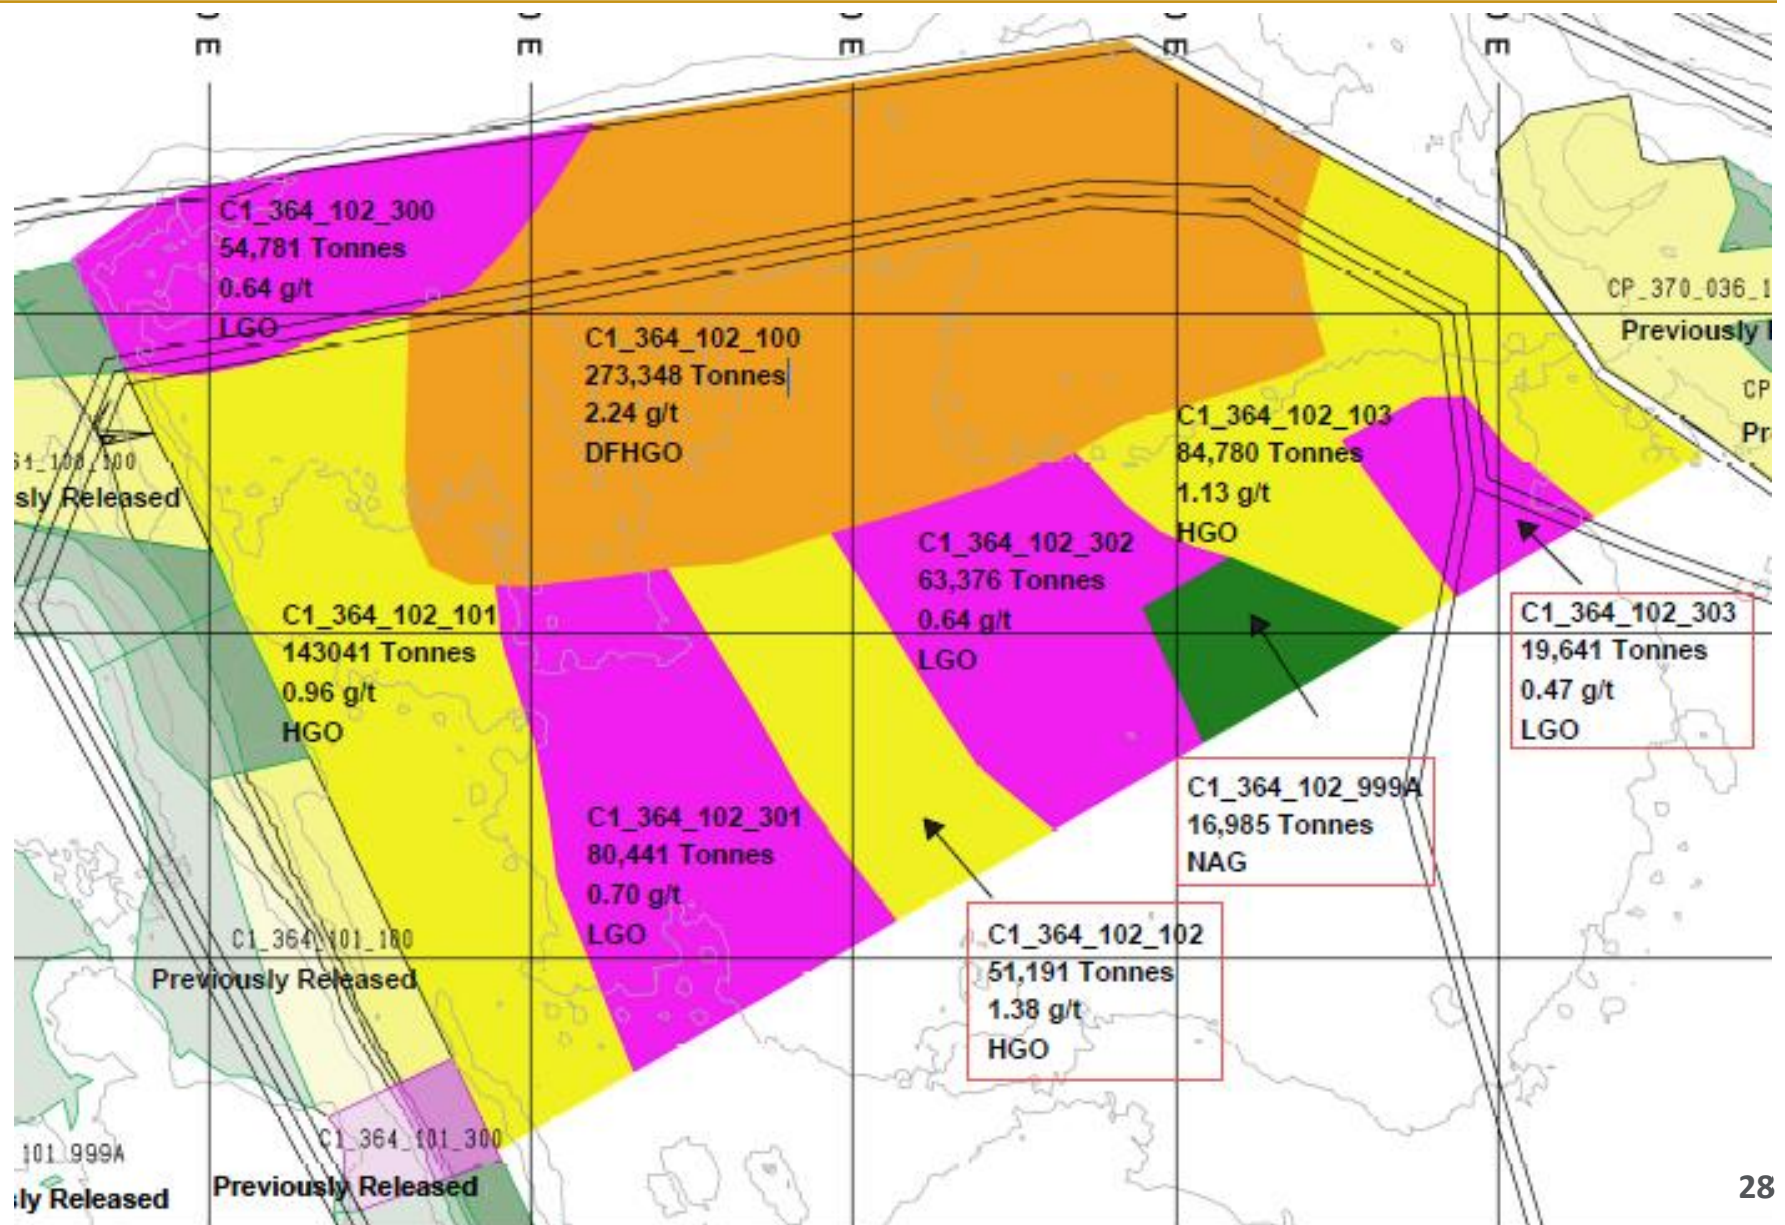 E E E E E
C1_364_102_300
54,781 Tonnes
0.64 g/t
LGO
C1_364_102_100
273,348 Tonnes
2.24 g/t
DFHGO
CP_370_036_1
Previously
CP
C1_364_102_103
84,780 Tonnes
1.13 g/t
HGO
_100
sly Released
C1_364_102_302
63,376 Tonnes
0.64 g/t
LGO
C1_364_102_101
143041 Tonnes
0.96 g/t
HGO
C1_364_102_303
19,641 Tonnes
0.47 g/t
LGO
C1_364_102_301
80,441 Tonnes
0.70 g/t
LGO
C1_364_102_999A
16,985 Tonnes
NAG
C1_364_102_102
51,191 Tonnes
1.38 g/t
HGO
C1_364_101_100
Previously Released
C1_364_101_300
Previously Released
101_999A
ly Released
28